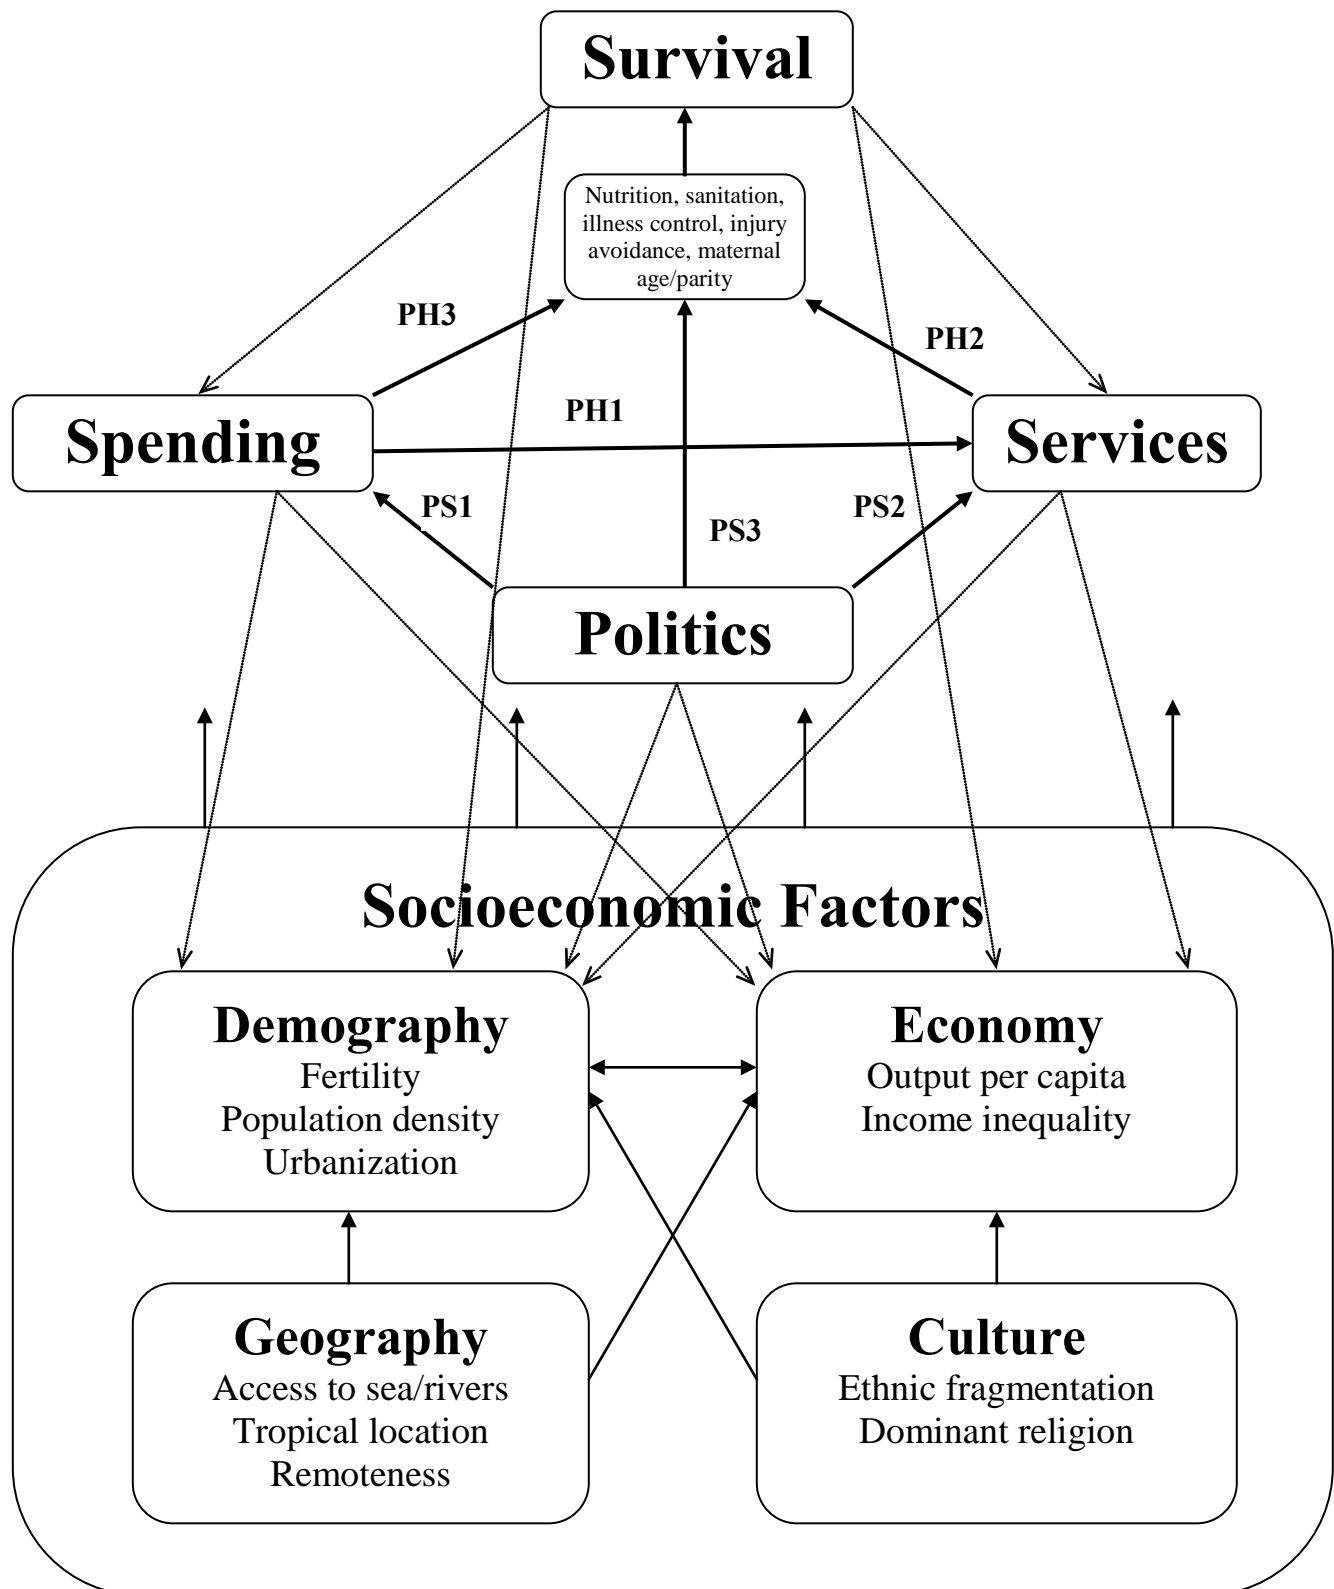 Survival
Nutrition, sanitation,
illness control, injury
avoidance, maternal
age/parity
PH3
PH2
PH1
Spending
Services
PS1
PS2
PS3
Politics
Socioeconomic Factors
Demography
Fertility
Population density
Urbanization
Economy
Output per capita
Income inequality
Geography
Access to sea/rivers
Tropical location
Remoteness
Culture
Ethnic fragmentation
Dominant religion